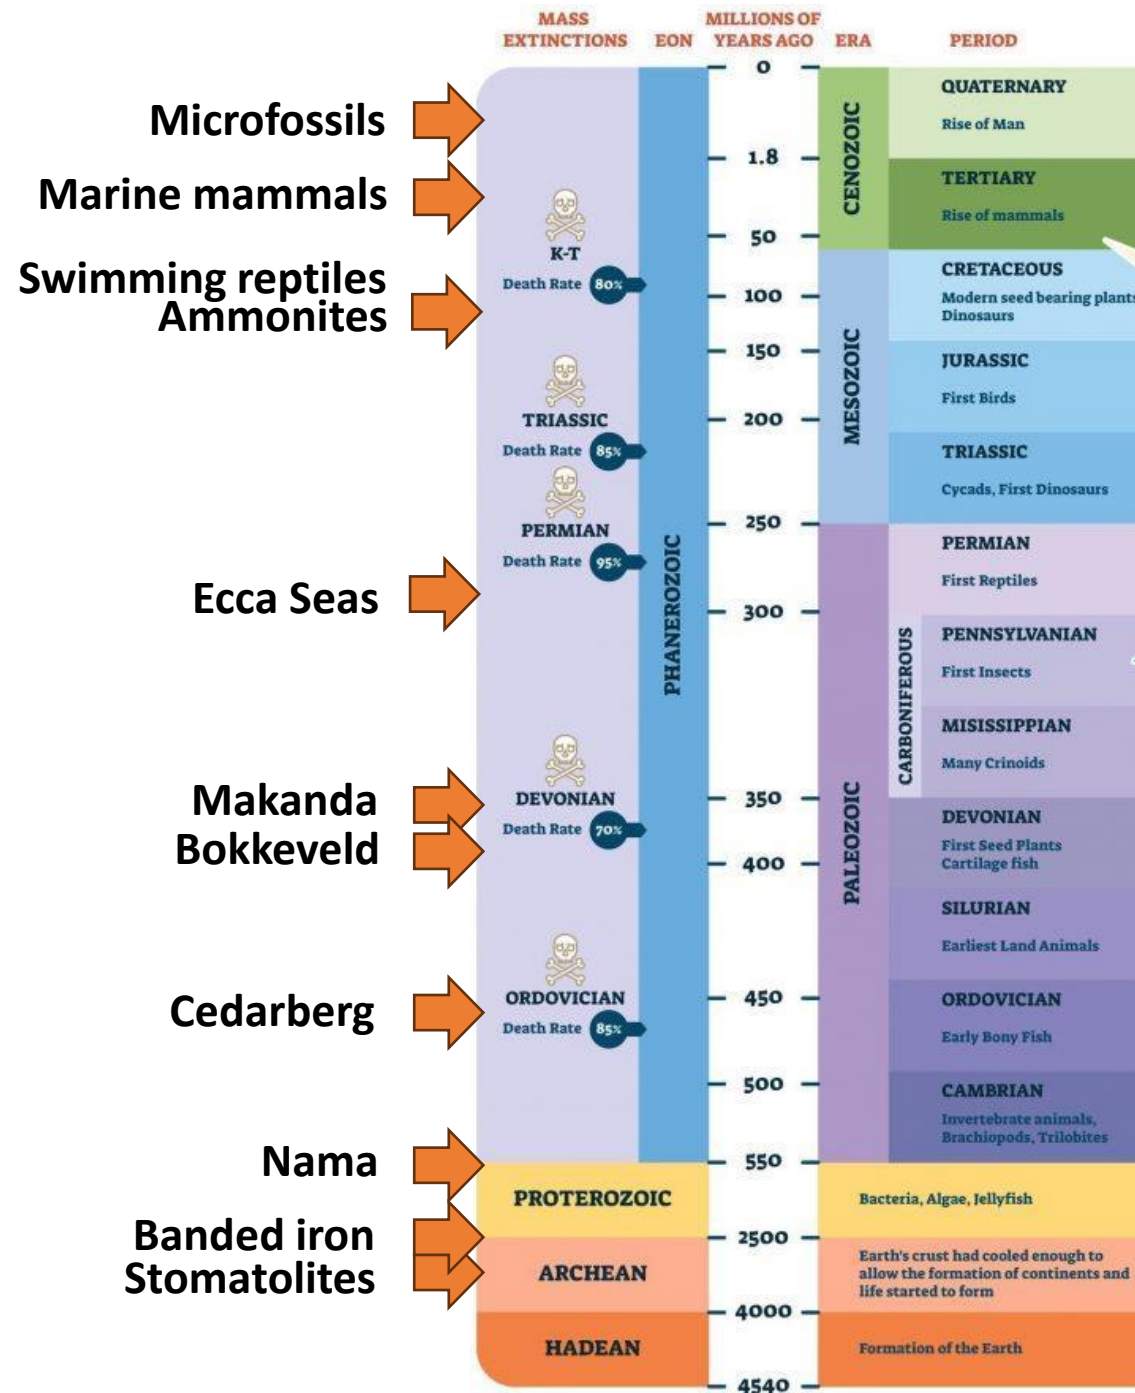 MASS
EXTINCTIONS
EON
MILLIONS OF
YEARS AGO
ERA
PERIOD
Microfossils
Marine mammals
Swimming reptiles
Ammonites
Ecca Seas
Makanda
Bokkeveld
Cedarberg
Nama
Banded iron
Stomatolites
K-T
Death Rate 80%
TRIASSIC
Death Rate 85%
PERMIAN
Death Rate 95%
DEVONIAN
Death Rate 70%
ORDOVICIAN
Death Rate 85%
PROTEROZOIC
ARCHEAN
HADEAN
PHANEROZOIC
0
1.8
50
100
150
200
250
300
350
400
450
500
550
2500
4000
4540
CENOZOIC
MESOZOIC
PALEOZOIC
CARBONIFEROUS
QUATERNARY
Rise of Man
TERTIARY
Rise of mammals
CRETACEOUS
Modern seed bearing plants
Dinosaurs
JURASSIC
First Birds
TRIASSIC
Cycads, First Dinosaurs
PERMIAN
First Reptiles
PENNSYLVANIAN
First Insects
MISISSIPPIAN
Many Crinoids
DEVONIAN
First Seed Plants
Cartilage fish
SILURIAN
Earliest Land Animals
ORDOVICIAN
Early Bony Fish
CAMBRIAN
Invertebrate animals,
Brachiopods, Trilobites
Bacteria, Algae, Jellyfish
Earth's crust had cooled enough to
allow the formation of continents and
life started to form
Formation of the Earth